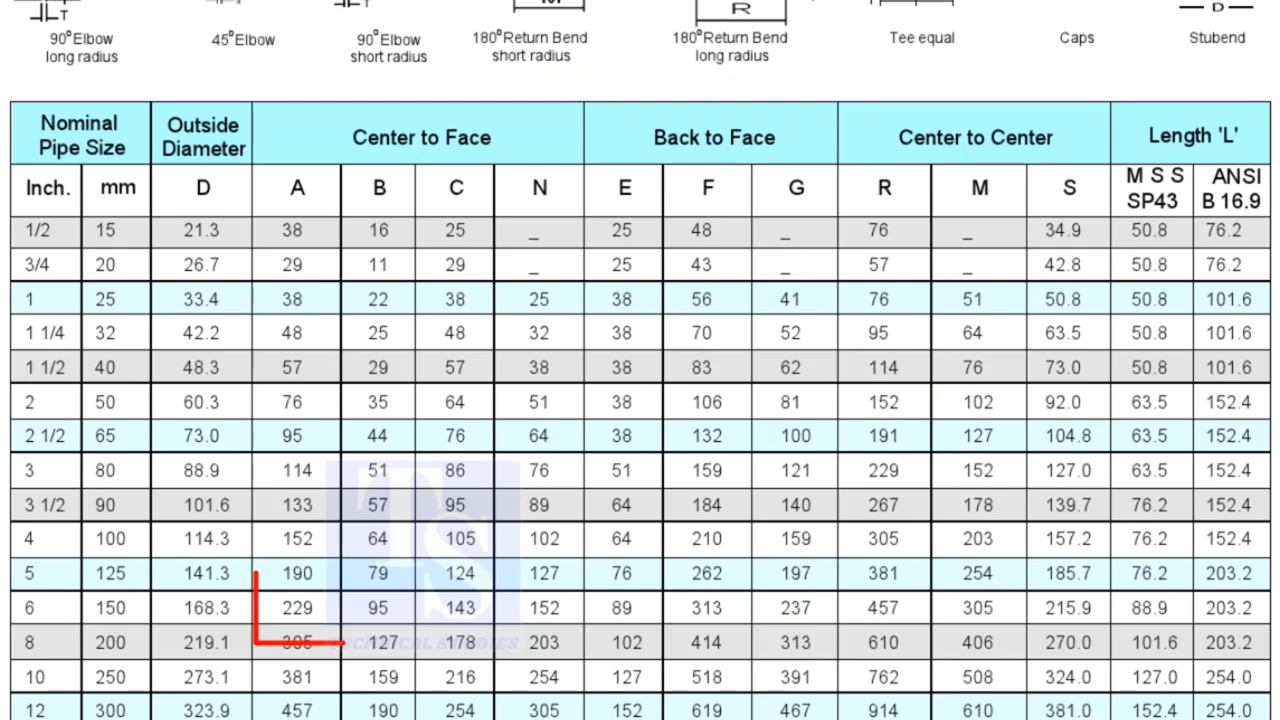 T
R
D
90°Elbow long radius
45°Elbow
90°Elbow short radius
180°Return Bend short radius
180°Return Bend long radius
Tee equal
Caps
Stubend
Nominal Pipe Size
Outside Diameter
Center to Face
Back to Face
Center to Center
Length 'L'
Inch. mm D A B C N E F G R M S M S S SP43 ANSI B 16.9
1/2 15 21.3 38 16 25 _ 25 48 _ 76 _ 34.9 50.8 76.2
3/4 20 26.7 29 11 29 _ 25 43 _ 57 _ 42.8 50.8 76.2
1 25 33.4 38 22 38 25 38 56 41 76 51 50.8 50.8 101.6
1 1/4 32 42.2 48 25 48 32 38 70 52 95 64 63.5 50.8 101.6
1 1/2 40 48.3 57 29 57 38 38 83 62 114 76 73.0 50.8 101.6
2 50 60.3 76 35 64 51 38 106 81 152 102 92.0 63.5 152.4
2 1/2 65 73.0 95 44 76 64 38 132 100 191 127 104.8 63.5 152.4
3 80 88.9 114 51 86 76 51 159 121 229 152 127.0 63.5 152.4
3 1/2 90 101.6 133 57 95 89 64 184 140 267 178 139.7 76.2 152.4
4 100 114.3 152 64 105 102 64 210 159 305 203 157.2 76.2 152.4
5 125 141.3 190 79 124 127 76 262 197 381 254 185.7 76.2 203.2
6 150 168.3 229 95 143 152 89 313 237 457 305 215.9 88.9 203.2
8 200 219.1 305 127 178 203 102 414 313 610 406 270.0 101.6 203.2
10 250 273.1 381 159 216 254 127 518 391 762 508 324.0 127.0 254.0
12 300 323.9 457 190 254 305 152 619 467 914 610 381.0 152.4 254.0
TS
TECHNICAL STUDIES